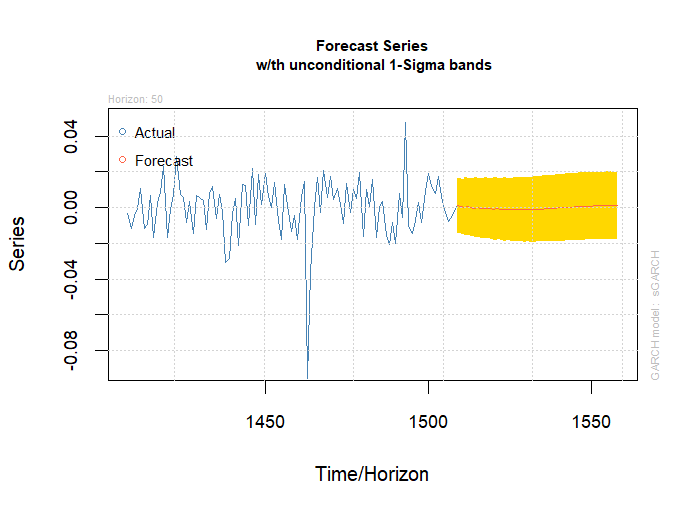 Forecast Series
w/th unconditional 1-Sigma bands
Horizon: 50
Actual
Forecast
0.04
0.00
-0.04
-0.08
Series
1450
1500
1550
Time/Horizon
GARCH model : sGARCH